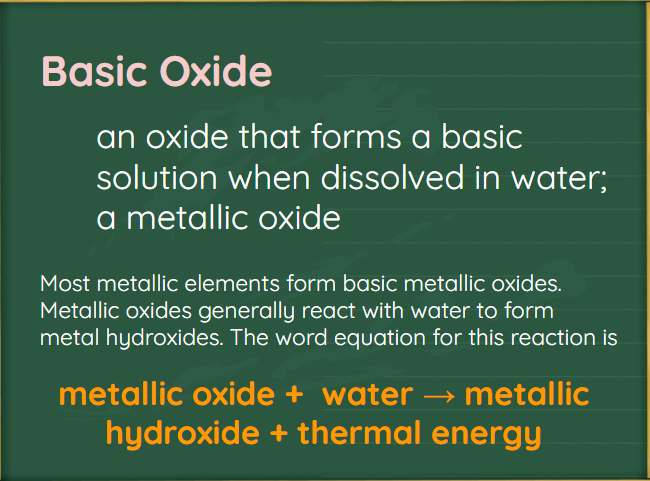 Basic Oxide
an oxide that forms a basic
solution when dissolved in water;
a metallic oxide
Most metallic elements form basic metallic oxides.
Metallic oxides generally react with water to form
metal hydroxides. The word equation for this reaction is
metallic oxide + water → metallic
hydroxide + thermal energy